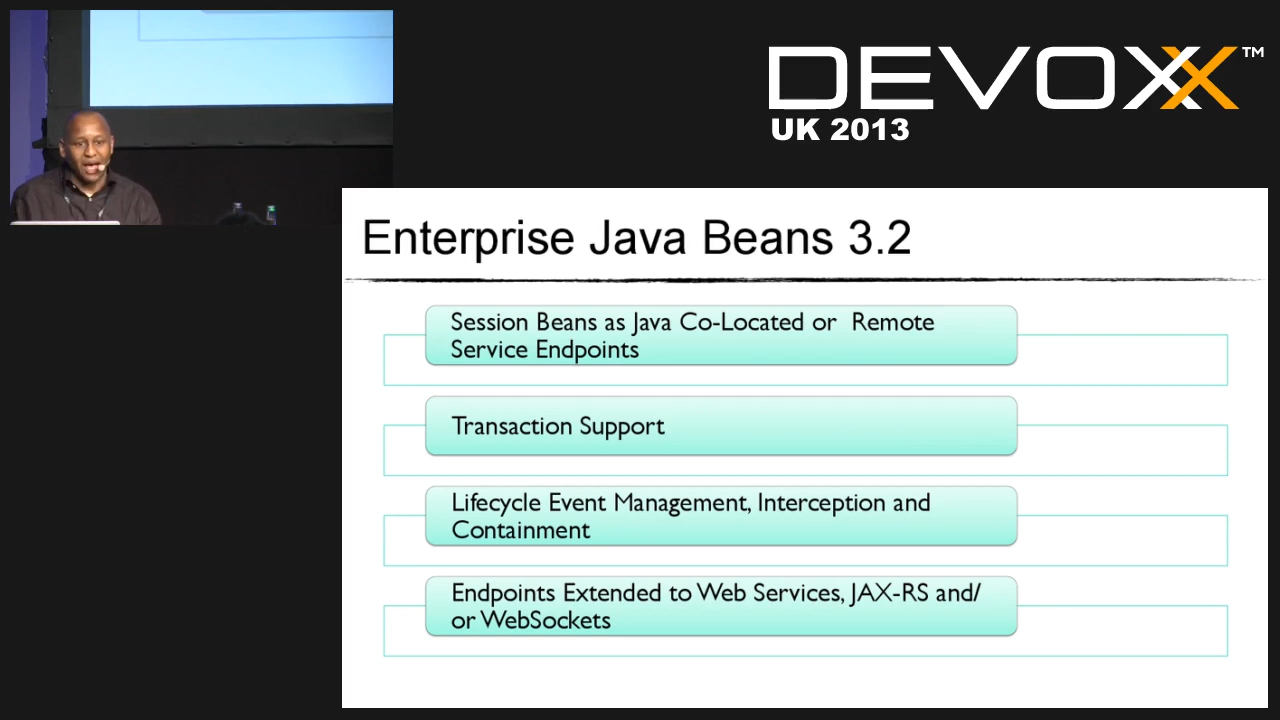 DEVOXX™
UK 2013
Enterprise Java Beans 3.2
Session Beans as Java Co-Located or Remote
Service Endpoints
Transaction Support
Lifecycle Event Management, Interception and
Containment
Endpoints Extended to Web Services, JAX-RS and/
or WebSockets